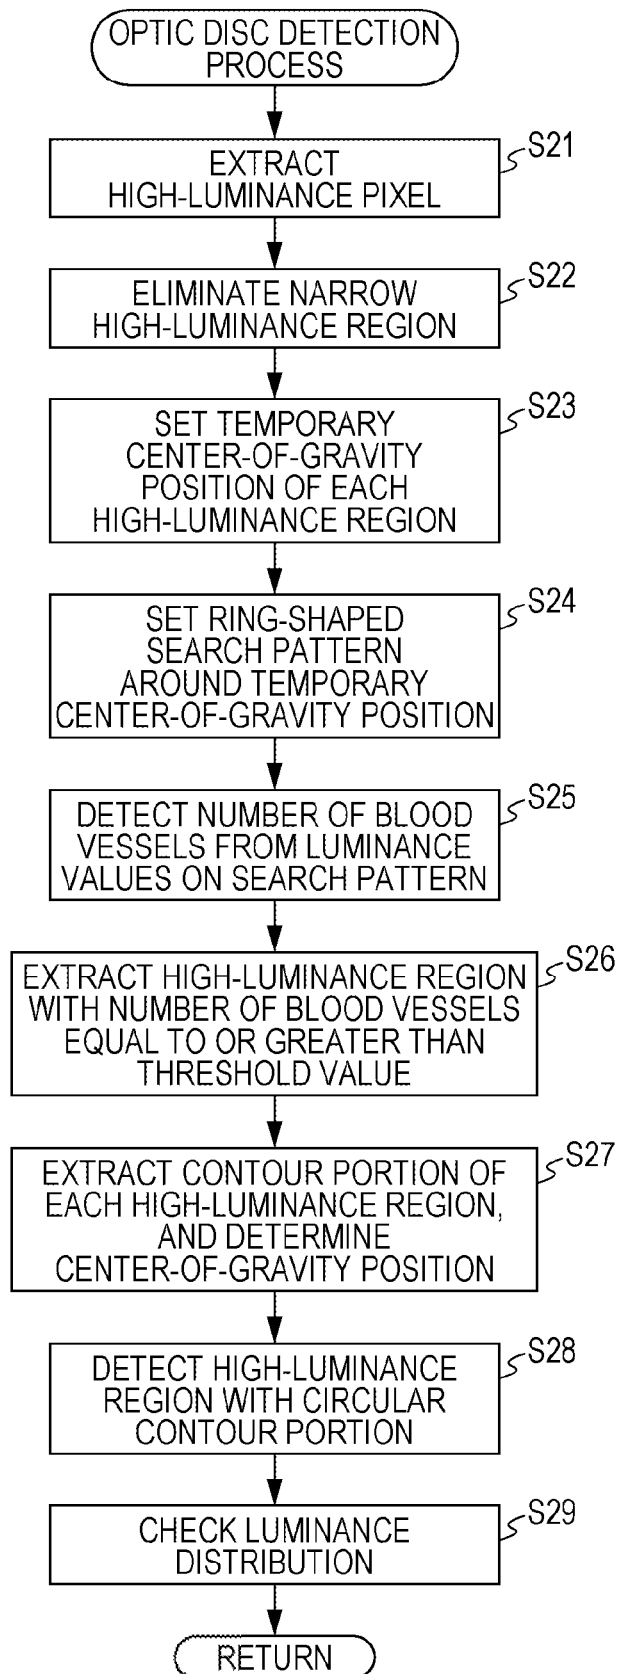 OPTIC DISC DETECTION
PROCESS
S21
EXTRACT
HIGH-LUMINANCE PIXEL
S22
ELIMINATE NARROW
HIGH-LUMINANCE REGION
S23
SET TEMPORARY
CENTER-OF-GRAVITY
POSITION OF EACH
HIGH-LUMINANCE REGION
S24
SET RING-SHAPED
SEARCH PATTERN
AROUND TEMPORARY
CENTER-OF-GRAVITY POSITION
S25
DETECT NUMBER OF BLOOD
VESSELS FROM LUMINANCE
VALUES ON SEARCH PATTERN
S26
EXTRACT HIGH-LUMINANCE REGION
WITH NUMBER OF BLOOD VESSELS
EQUAL TO OR GREATER THAN
THRESHOLD VALUE
S27
EXTRACT CONTOUR PORTION OF
EACH HIGH-LUMINANCE REGION,
AND DETERMINE
CENTER-OF-GRAVITY POSITION
S28
DETECT HIGH-LUMINANCE
REGION WITH CIRCULAR
CONTOUR PORTION
S29
CHECK LUMINANCE
DISTRIBUTION
RETURN